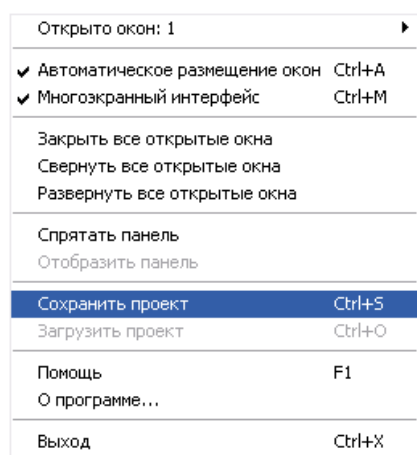 Открыто окон: 1
Автоматическое размещение окон Ctrl+A
Многоэкранный интерфейс Ctrl+M
Закрыть все открытые окна
Свернуть все открытые окна
Развернуть все открытые окна
Спрятать панель
Отобразить панель
Сохранить проект Ctrl+S
Загрузить проект Ctrl+O
Помощь F1
О программе...
Выход Ctrl+X